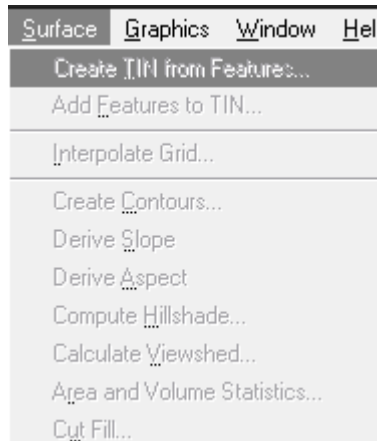 Surface Graphics Window Hel
Create TIN from Features...
Add Features to TIN...
Interpolate Grid...
Create Contours...
Derive Slope
Derive Aspect
Compute Hillshade...
Calculate Viewshed...
Area and Volume Statistics...
Cut Fill...